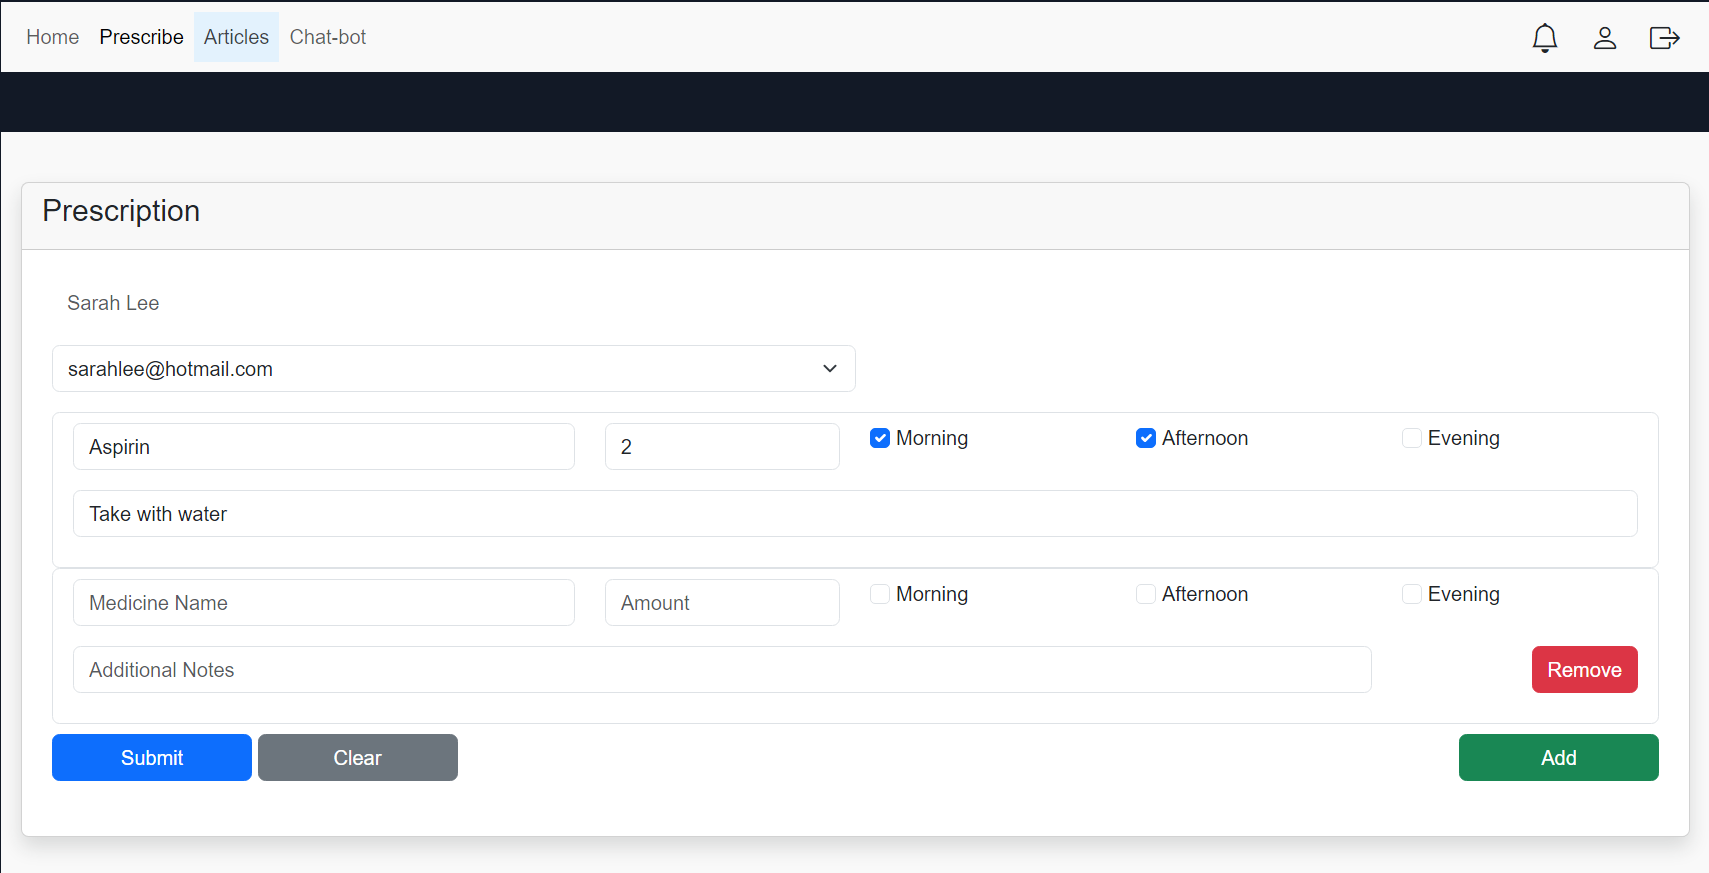 Home Prescribe Articles Chat-bot
Prescription
Sarah Lee
sarahlee@hotmail.com
Aspirin 2 Morning Afternoon Evening
Take with water
Medicine Name Amount Morning Afternoon Evening
Additional Notes Remove
Submit Clear Add